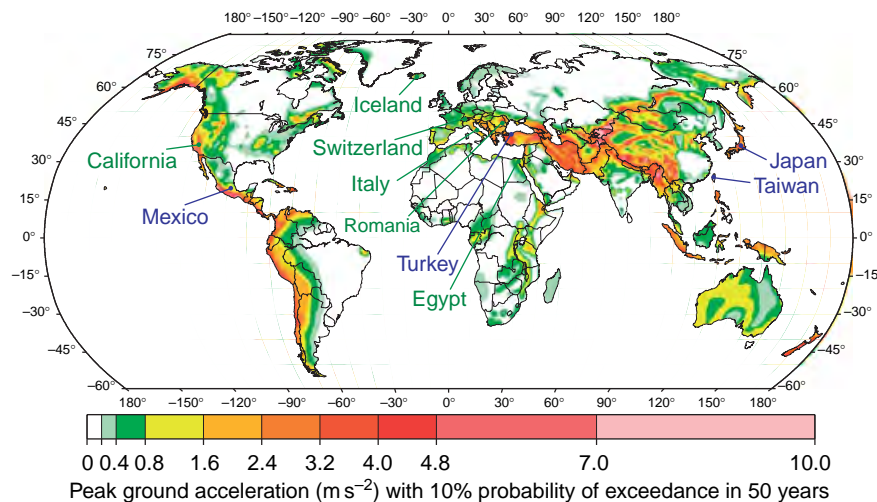 180° −150° −120° −90° −60° −30° 0° 30° 60° 90° 120° 150° 180°
75° 75°
60° 60°
45° 45°
30° 30°
15° 15°
0° 0°
−15° −15°
−30° −30°
−45° −45°
−60° −60°
Iceland
Switzerland
California
Italy
Japan
Taiwan
Mexico
Romania
Turkey
Egypt
180° −150° −120° −90° −60° −30° 0° 30° 60° 90° 120° 150° 180°
0 0.4 0.8 1.6 2.4 3.2 4.0 4.8 7.0 10.0
Peak ground acceleration (m s−2) with 10% probability of exceedance in 50 years